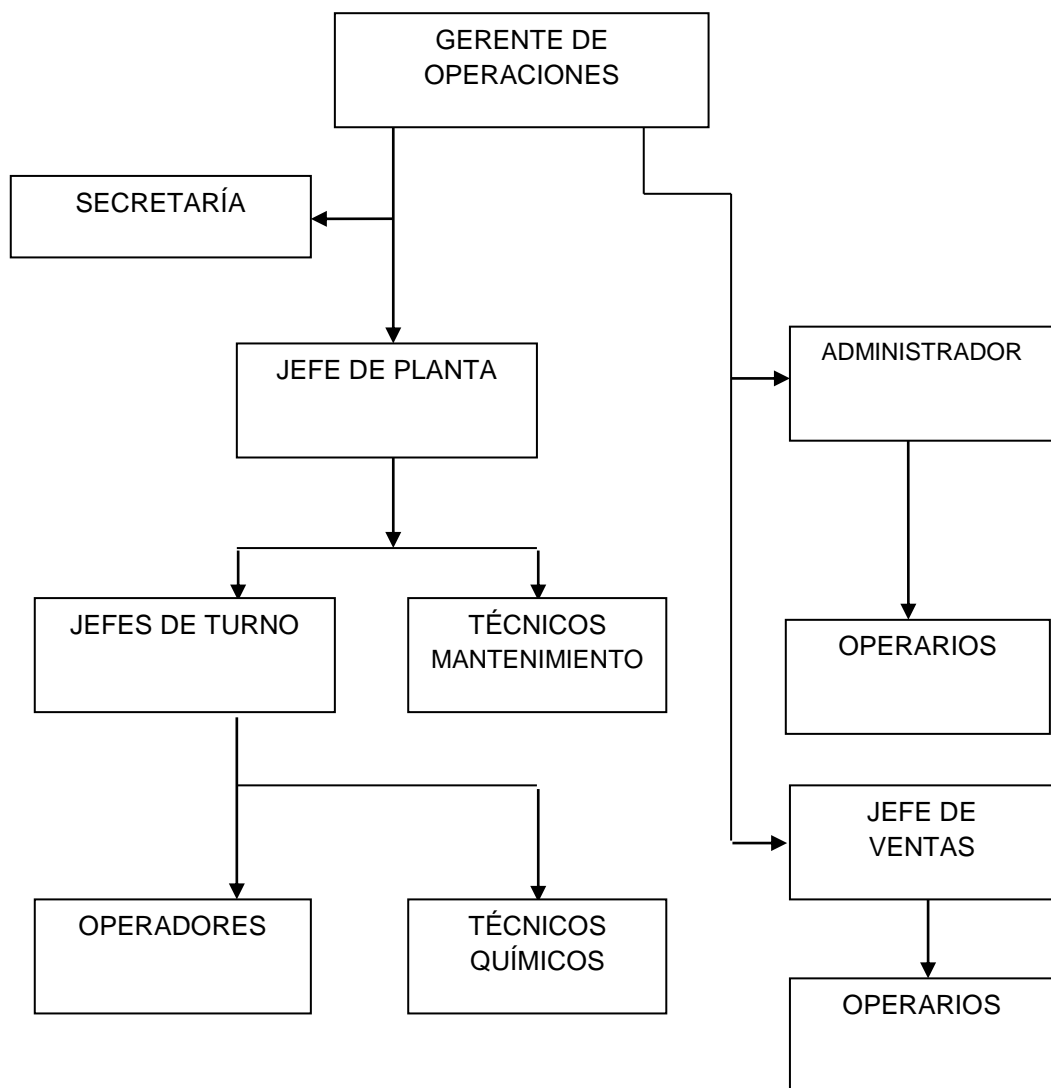 GERENTE DE
OPERACIONES
SECRETARÍA
JEFE DE PLANTA
ADMINISTRADOR
JEFES DE TURNO
TÉCNICOS
MANTENIMIENTO
OPERARIOS
JEFE DE
VENTAS
OPERADORES
TÉCNICOS
QUÍMICOS
OPERARIOS